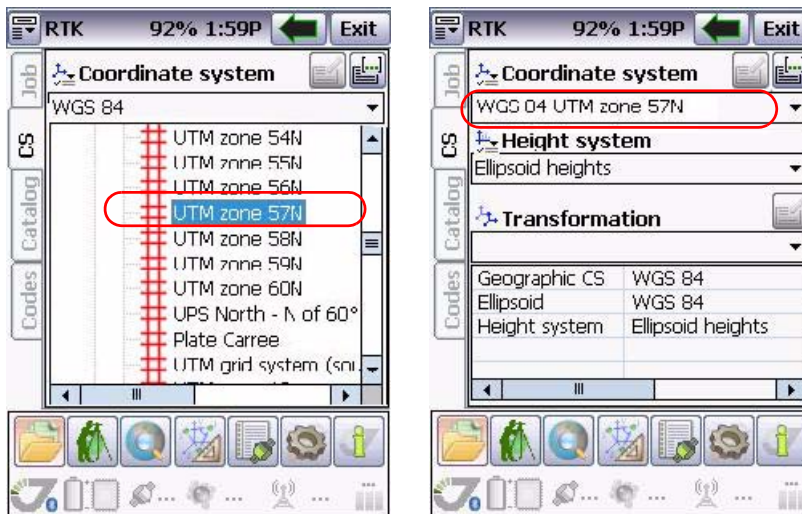 RTK 92% 1:59P Exit
Job
CS
Catalog
Codes
Coordinate system
WGS 84
UTM zone 54N
UTM zone 55N
UTM zone 56N
UTM zone 57N
UTM zone 58N
UTM zone 59N
UTM zone 60N
UPS North - N of 60°
Plate Carree
UTM grid system (sou
RTK 92% 1:59P Exit
Job
CS
Catalog
Codes
Coordinate system
WGS 84 UTM zone 57N
Height system
Ellipsoid heights
Transformation
Geographic CS WGS 84
Ellipsoid WGS 84
Height system Ellipsoid heights